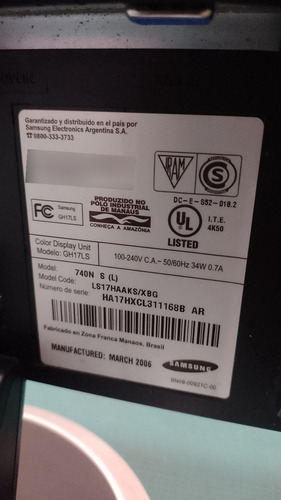 Garantizado y distribuido en el país por
Samsung Electronics Argentina S.A.
☎0800-333-3733
IRAM
S
DC-E-S52-018.2
FC Samsung
GH17LS
PRODUZIDO NO
POLO INDUSTRIAL
DE MANAUS
CONHEÇA A AMAZÔNIA
UL
LISTED
I.T.E.
4K50
Color Display Unit
Modelo: GH17LS
100-240V C.A.~ 50/60Hz 34W 0.7A
Model: 740N S (L)
Model Code: LS17HAAKS/XBG
Número de serie: HA17HXCL311168B AR
Fabricado en Zona Franca Manaos, Brasil
MANUFACTURED: MARCH 2006
SAMSUNG